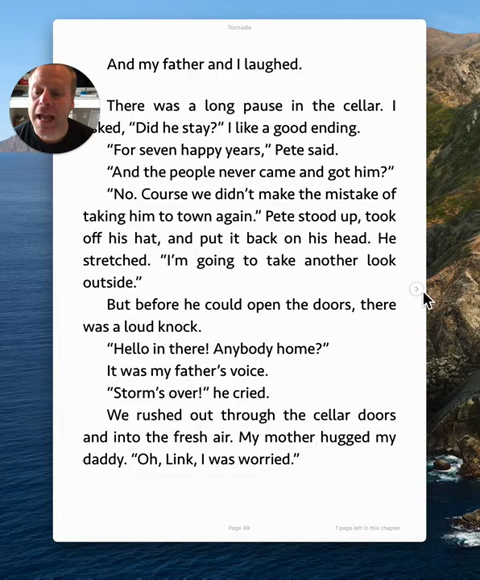 Tornado
And my father and I laughed.
There was a long pause in the cellar. I
ked, “Did he stay?” I like a good ending.
“For seven happy years,” Pete said.
“And the people never came and got him?”
“No. Course we didn’t make the mistake of
taking him to town again.” Pete stood up, took
off his hat, and put it back on his head. He
stretched. “I’m going to take another look
outside.”
But before he could open the doors, there
was a loud knock.
“Hello in there! Anybody home?”
It was my father’s voice.
“Storm’s over!” he cried.
We rushed out through the cellar doors
and into the fresh air. My mother hugged my
daddy. “Oh, Link, I was worried.”
Page 49
1 page left in this chapter